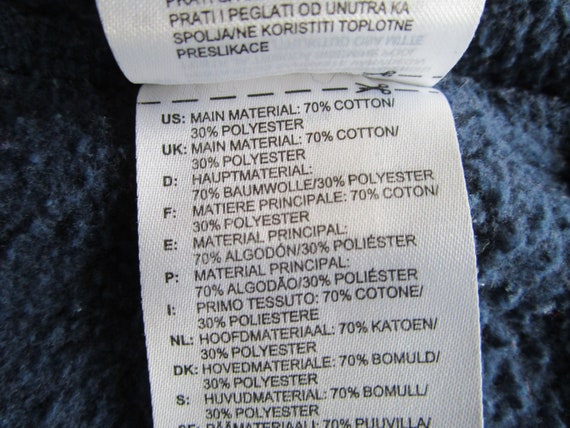 PRATI I PEGLATI OD UNUTRA KA
SPOLJA/NE KORISTITI TOPLOTNE
PRESLIKACE
US: MAIN MATERIAL: 70% COTTON/
30% POLYESTER
UK: MAIN MATERIAL: 70% COTTON/
30% POLYESTER
D: HAUPTMATERIAL:
70% BAUMWOLLE/30% POLYESTER
F: MATIERE PRINCIPALE: 70% COTON/
30% POLYESTER
E: MATERIAL PRINCIPAL:
70% ALGODÓN/30% POLIÉSTER
P: MATERIAL PRINCIPAL:
70% ALGODÃO/30% POLIÉSTER
I: PRIMO TESSUTO: 70% COTONE/
30% POLIESTERE
NL: HOOFDMATERIAAL: 70% KATOEN/
30% POLYESTER
DK: HOVEDMATERIALE: 70% BOMULD/
30% POLYESTER
S: HUVUDMATERIAL: 70% BOMULL/
30% POLYESTER
PÄÄMATERIAALI: 70% PUUVILLA/